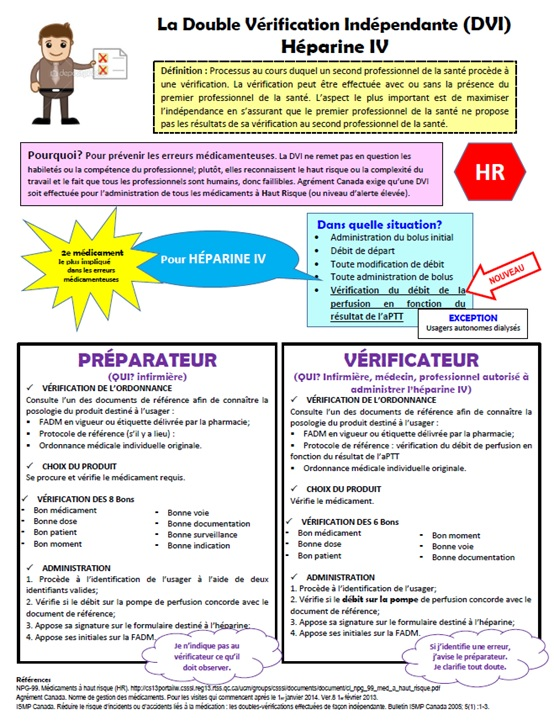 La Double Vérification Indépendante (DVI)
Héparine IV
Définition : Processus au cours duquel un second professionnel de la santé procède à
une vérification. La vérification peut être effectuée avec ou sans la présence du
premier professionnel de la santé. L'aspect le plus important est de maximiser
l'indépendance en s'assurant que le premier professionnel de la santé ne propose
pas les résultats de sa vérification au second professionnel de la santé.
Pourquoi? Pour prévenir les erreurs médicamenteuses. La DVI ne remet pas en question les
habiletés ou la compétence du professionnel; plutôt, elles reconnaissent le haut risque ou la complexité du
travail et le fait que tous les professionnels sont humains, donc faillibles. Agrément Canada exige qu'une DVI
soit effectuée pour l'administration de tous les médicaments à Haut Risque (ou niveau d'alerte élevée).
HR
2e médicament
le plus impliqué
dans les erreurs
médicamenteuses
Pour HÉPARINE IV
Dans quelle situation?
• Administration du bolus initial
• Débit de départ
• Toute modification de débit
• Toute administration de bolus
• Vérification du débit de la
perfusion en fonction du
résultat de l'aPTT
NOUVEAU
EXCEPTION
Usagers autonomes dialysés
PRÉPARATEUR
(QUI? infirmière)
✓ VÉRIFICATION DE L'ORDONNANCE
Consulte l'un des documents de référence afin de connaître la
posologie du produit destiné à l'usager :
• FADM en vigueur ou étiquette délivrée par la pharmacie;
• Protocole de référence (s'il y a lieu) :
• Ordonnance médicale individuelle originale.
✓ CHOIX DU PRODUIT
Se procure et vérifie le médicament requis.
✓ VÉRIFICATION DES 8 Bons
• Bon médicament
• Bonne dose
• Bon patient
• Bon moment
• Bonne voie
• Bonne documentation
• Bonne surveillance
• Bonne indication
✓ ADMINISTRATION
1. Procède à l'identification de l'usager à l'aide de deux
identifiants valides;
2. Vérifie si le débit sur la pompe de perfusion concorde avec le
document de référence;
3. Appose sa signature sur le formulaire destiné à l'héparine;
4. Appose ses initiales sur la FADM.
Je n'indique pas au
vérificateur ce qu'il
doit observer.
VÉRIFICATEUR
(QUI? Infirmière, médecin, professionnel autorisé à
administrer l'héparine IV)
✓ VÉRIFICATION DE L'ORDONNANCE
Consulte l'un des documents de référence afin de connaître la
posologie du produit destiné à l'usager :
• FADM en vigueur ou étiquette délivrée par la pharmacie;
• Protocole de référence : vérification du débit de perfusion en
fonction du résultat de l'aPTT
• Ordonnance médicale individuelle originale.
✓ CHOIX DU PRODUIT
Vérifie le médicament.
✓ VÉRIFICATION DES 6 Bons
• Bon médicament
• Bonne dose
• Bon patient
• Bon moment
• Bonne voie
• Bonne documentation
✓ ADMINISTRATION
1. Procède à l'identification de l'usager;
2. Vérifie si le débit sur la pompe de perfusion concorde avec le
document de référence;
3. Appose sa signature sur le formulaire destiné à l'héparine;
4. Appose ses initiales sur la FADM.
Si j'identifie une erreur,
j'avise le préparateur.
Je clarifie tout doute.
Références
NPG-99, Médicaments à haut risque (HR),
Agrément Canada. Norme de gestion des médicaments. Pour les visites qui commencent après le 1er janvier 2014. Ver.8 1er février 2013.
ISMP Canada. Réduire le risque d'incidents ou d'accidents liés à la médication : les doubles-vérifications effectuées de façon indépendante. Bulletin ISMP Canada 2005; 5(1) :1-3.